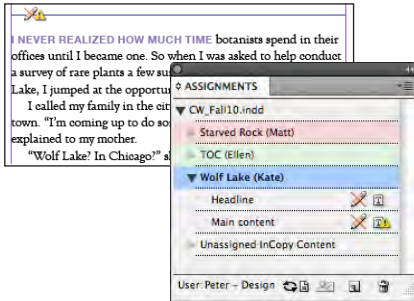 I NEVER REALIZED HOW MUCH TIME botanists spend in their
offices until I became one. So when I was asked to help conduct
a survey of rare plants a few
Lake, I jumped at the
I called my family in the
town. "I'm coming up to do
explained to my mother.
"Wolf Lake? In Chicago?"
ASSIGNMENTS
CW_Fall10.indd
Starved Rock (Matt)
TOC (Ellen)
Wolf Lake (Kate)
Headline
Main content
Unassigned InCopy Content
User: Peter - Design